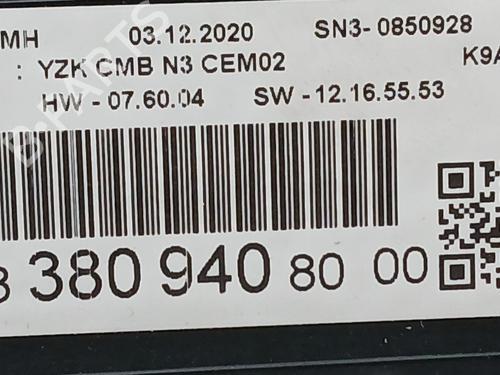 MH 03.12.2020 SN3- 0850928
: YZK CMB N3 CEM02 K9A
HW - 07.60.04 SW - 12.16.55.53
380 940 80 00
B-PARTS